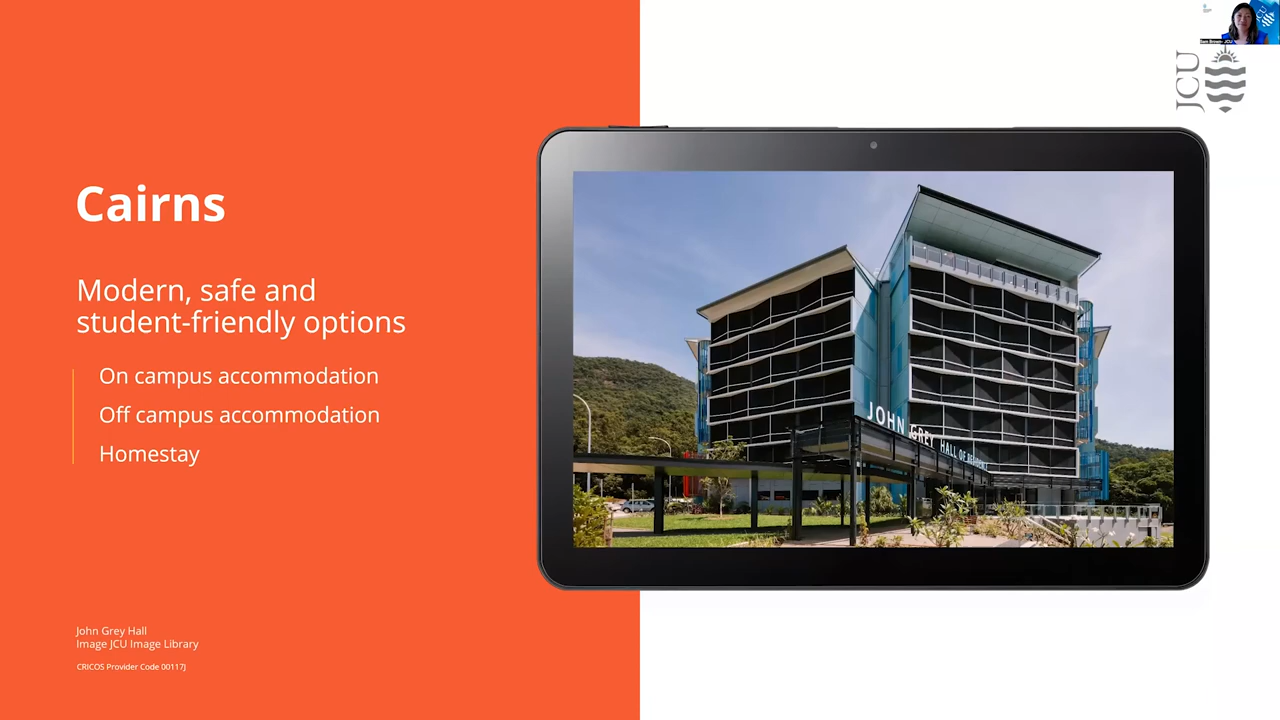 Cairns
Modern, safe and
student-friendly options
On campus accommodation
Off campus accommodation
Homestay
John Grey Hall
Image JCU Image Library
CRICOS Provider Code 00117J
JCU
JOHN GREY HALL OF RESIDENCE